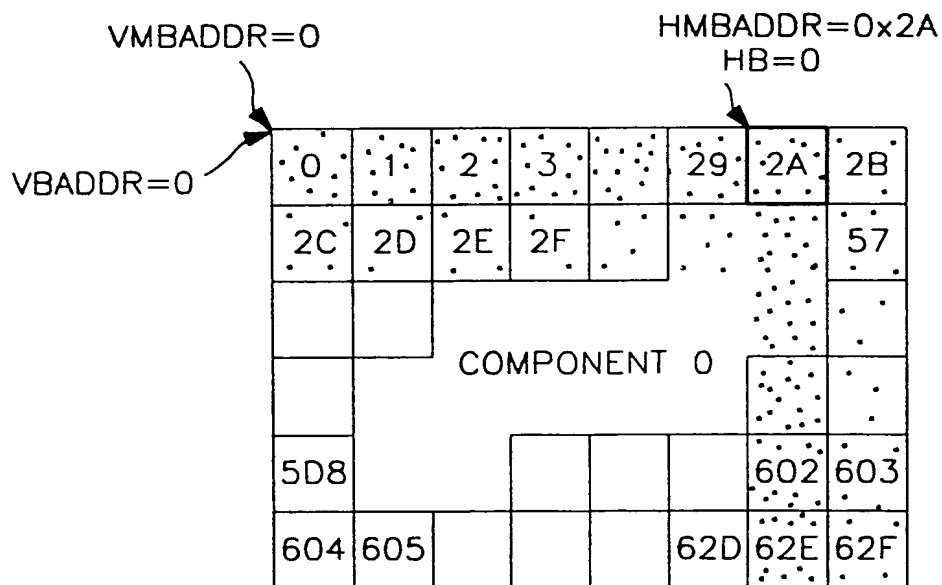 VMBADDR=0
HMBADDR=0x2A
HB=0
VBADDR=0
0 1 2 3 29 2A 2B
2C 2D 2E 2F 57
COMPONENT 0
5D8 602 603
604 605 62D 62E 62F